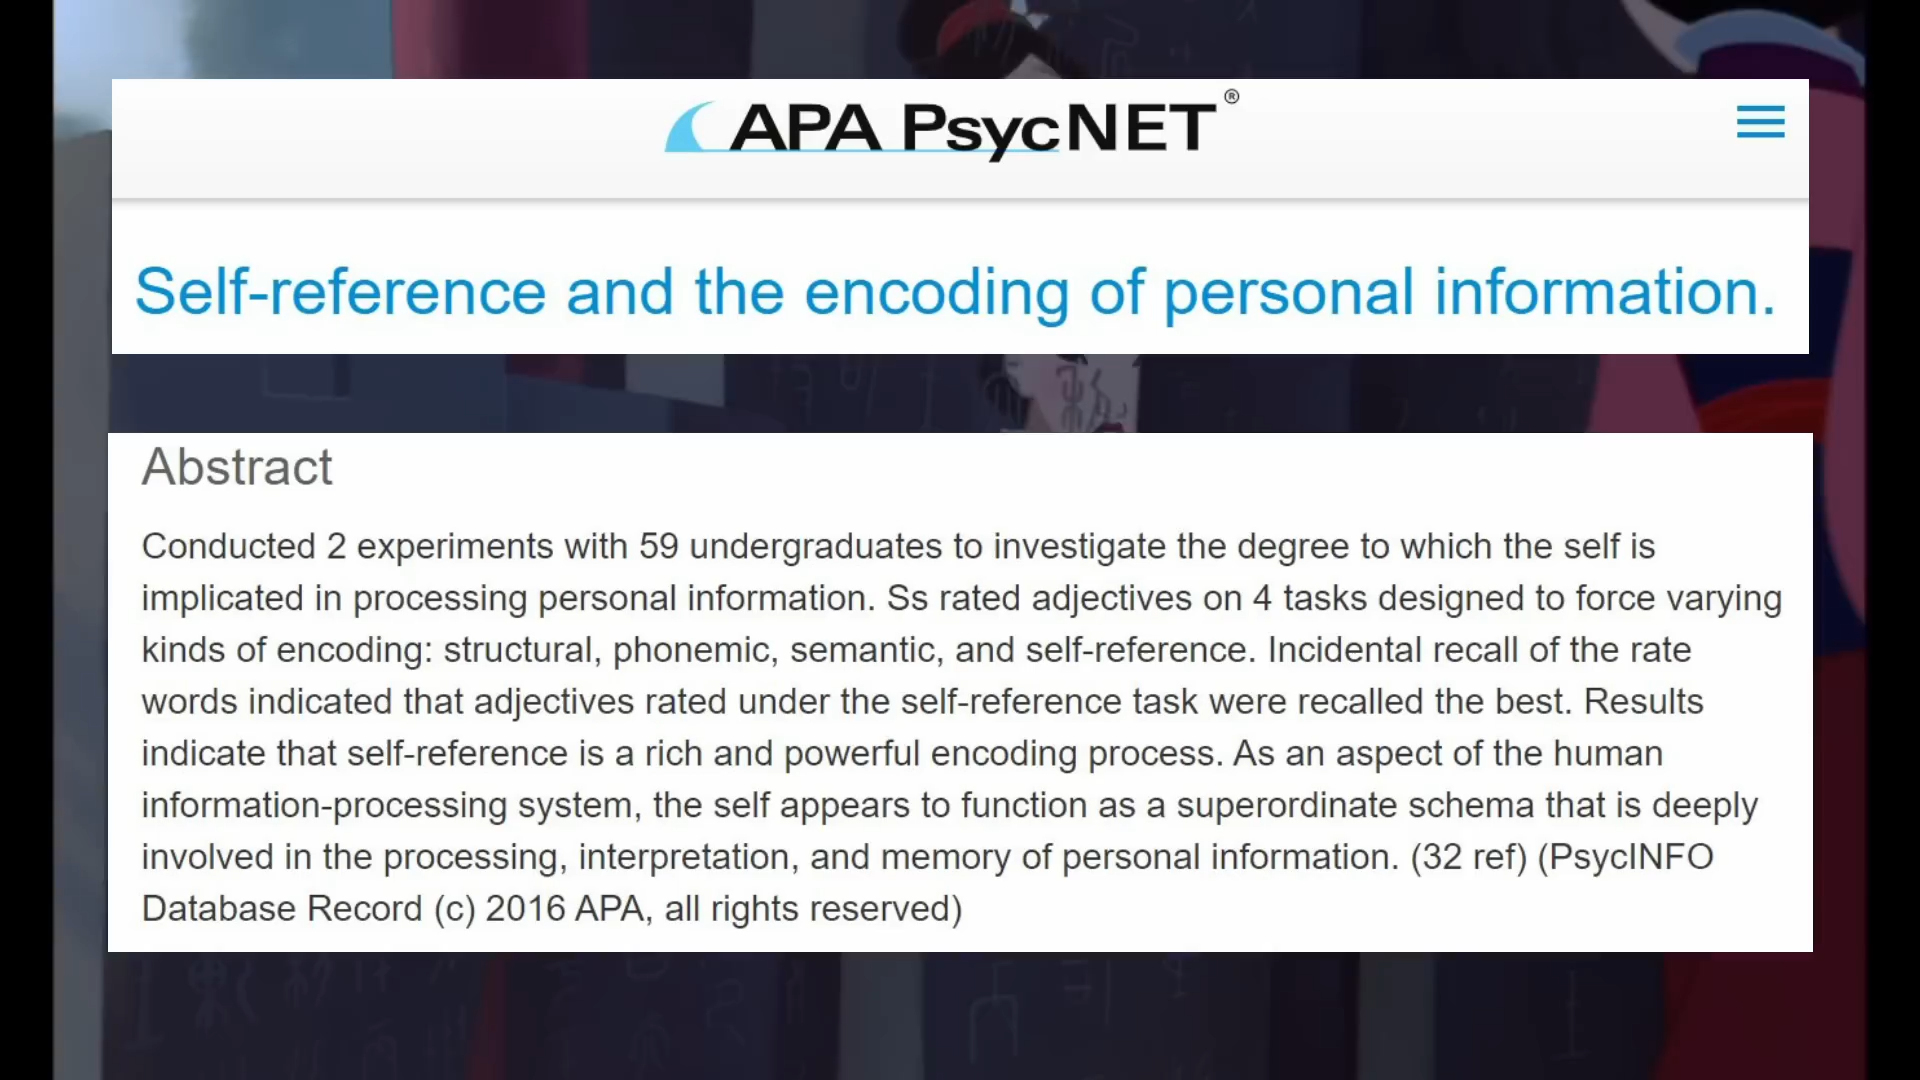 APA PsycNET®
Self-reference and the encoding of personal information.
Abstract
Conducted 2 experiments with 59 undergraduates to investigate the degree to which the self is
implicated in processing personal information. Ss rated adjectives on 4 tasks designed to force varying
kinds of encoding: structural, phonemic, semantic, and self-reference. Incidental recall of the rate
words indicated that adjectives rated under the self-reference task were recalled the best. Results
indicate that self-reference is a rich and powerful encoding process. As an aspect of the human
information-processing system, the self appears to function as a superordinate schema that is deeply
involved in the processing, interpretation, and memory of personal information. (32 ref) (PsycINFO
Database Record (c) 2016 APA, all rights reserved)